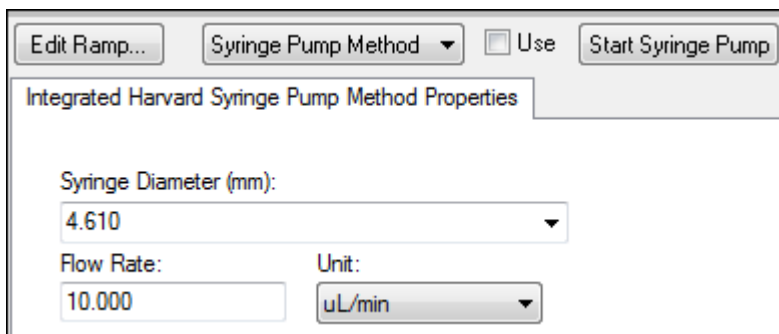 Edit Ramp... Syringe Pump Method Use Start Syringe Pump
Integrated Harvard Syringe Pump Method Properties
Syringe Diameter (mm):
4.610
Flow Rate: Unit:
10.000 uL/min